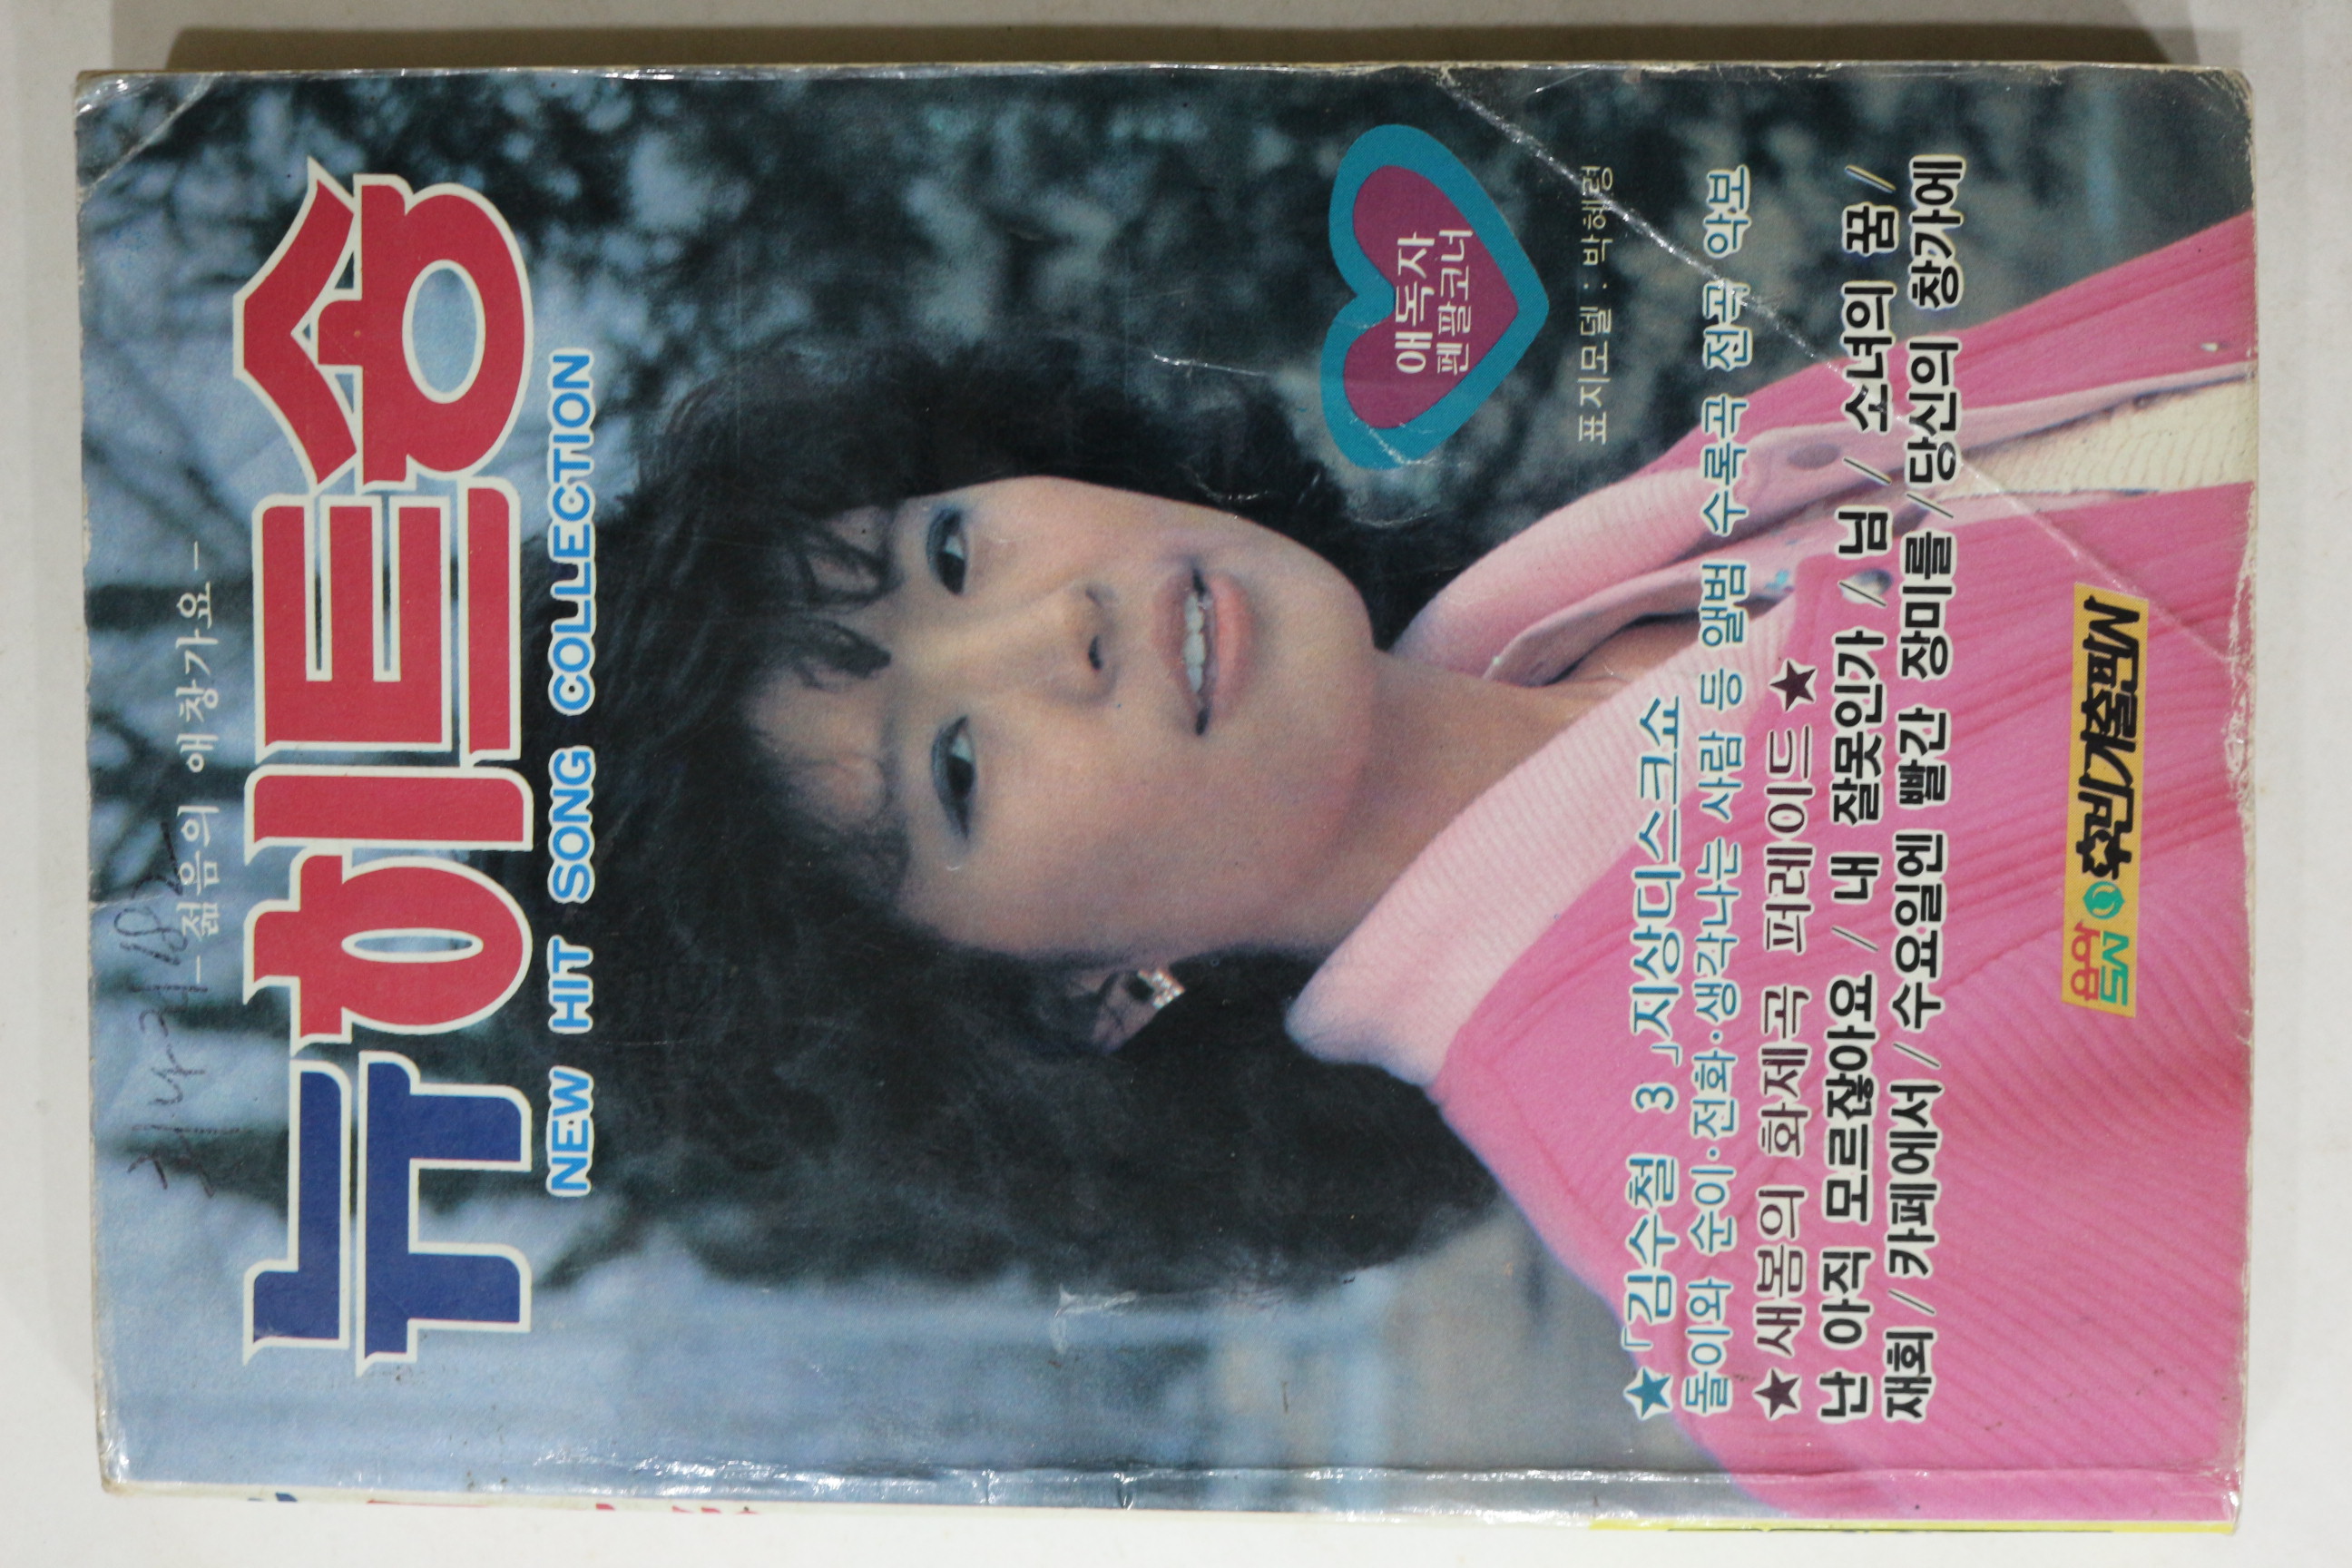 -젊음의 애창가요-
뉴히트송
NEW HIT SONG COLLECTION
애독자
펜팔코너
표지모델 : 박혜령
★「김수철 3」지상디스크쇼
돌이와 순이·전화·생각나는 사람 등 앨범 수록곡 전곡 악보
★새봄의 화제곡 퍼레이드★
난 아직 모르잖아요 / 내 잘못인가 / 님 / 소녀의 꿈 /
재회 / 카페에서 / 수요일엔 빨간 장미를 / 당신의 창가에
음악